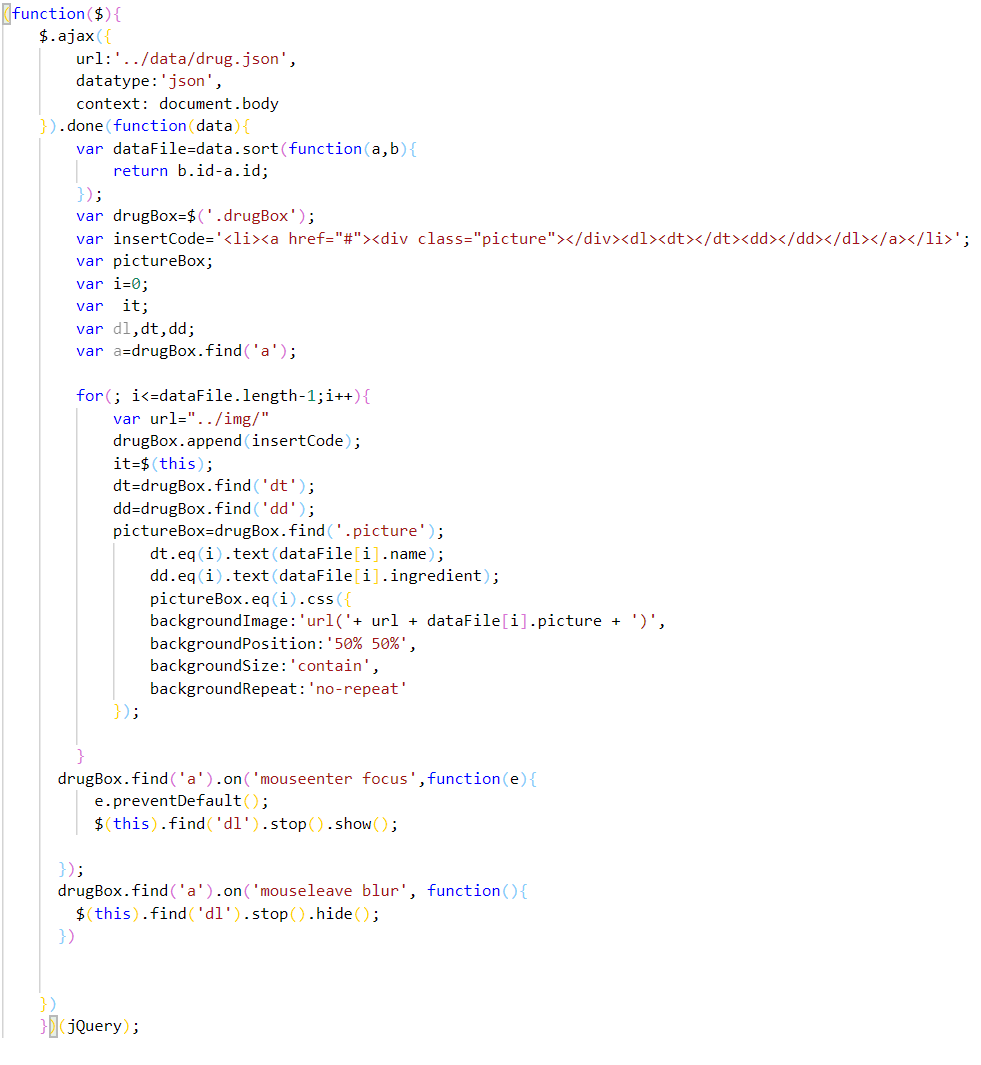 (function($){
    $.ajax({
        url:'../data/drug.json',
        datatype:'json',
        context: document.body
    }).done(function(data){
        var dataFile=data.sort(function(a,b){
            return b.id-a.id;
        });
        var drugBox=$('.drugBox');
        var insertCode='<li><a href="#"><div class="picture"></div><dl><dt></dt><dd></dd></dl></a></li>';
        var pictureBox;
        var i=0;
        var  it;
        var dl,dt,dd;
        var a=drugBox.find('a');

        for(; i<=dataFile.length-1;i++){
            var url="../img/"
            drugBox.append(insertCode);
            it=$(this);
            dt=drugBox.find('dt');
            dd=drugBox.find('dd');
            pictureBox=drugBox.find('.picture');
                dt.eq(i).text(dataFile[i].name);
                dd.eq(i).text(dataFile[i].ingredient);
                pictureBox.eq(i).css({
                backgroundImage:'url('+ url + dataFile[i].picture + ')',
                backgroundPosition:'50% 50%',
                backgroundSize:'contain',
                backgroundRepeat:'no-repeat'
            });

        }
      drugBox.find('a').on('mouseenter focus',function(e){
          e.preventDefault();
          $(this).find('dl').stop().show();

      });
      drugBox.find('a').on('mouseleave blur', function(){
        $(this).find('dl').stop().hide();
      })


    })
    })(jQuery);